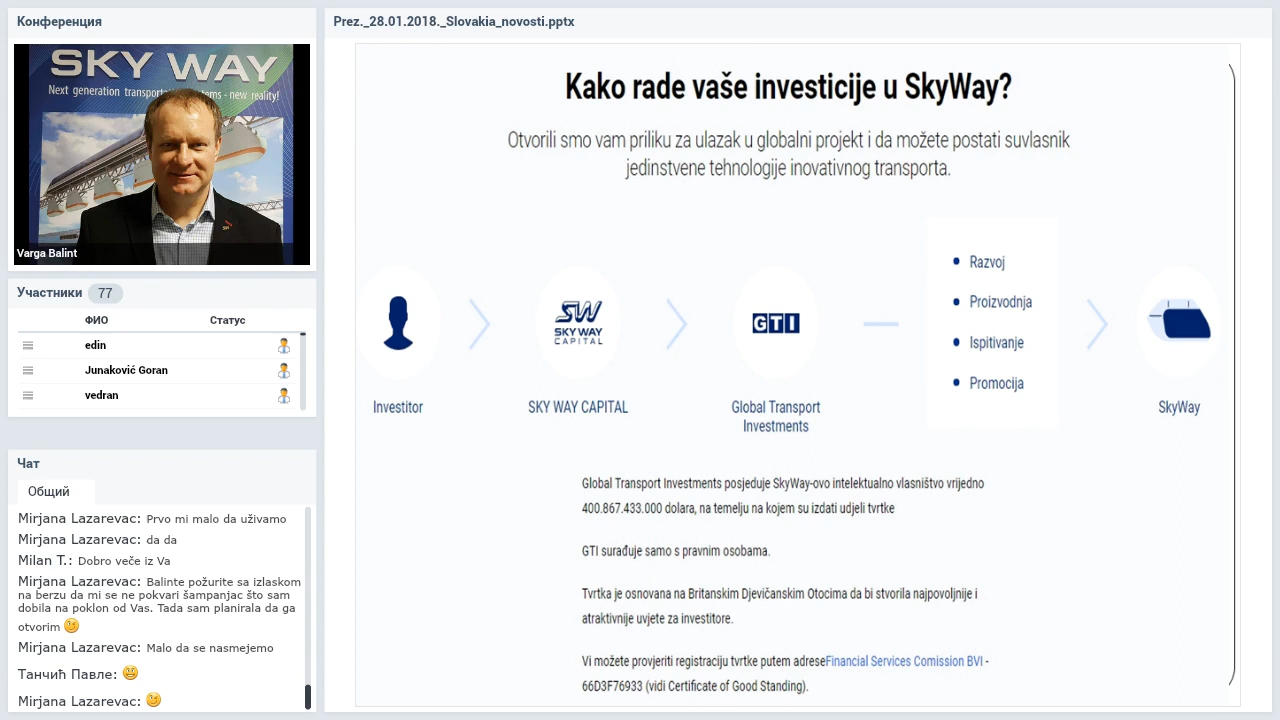 Конференция
SKY WAY
Next generation
- new reality!
Varga Balint
Участники 77
ФИО Статус
edin
Junaković Goran
vedran
Чат
Общий
Mirjana Lazarevac: Prvo mi malo da uživamo
Mirjana Lazarevac: da da
Milan T.: Dobro veče iz Va
Mirjana Lazarevac: Balinte požurite sa izlaskom
na berzu da mi se ne pokvari šampanjac što sam
dobila na poklon od Vas. Tada sam planirala da ga
otvorim
Mirjana Lazarevac: Malo da se nasmejemo
Танчић Павле:
Mirjana Lazarevac:
Prez._28.01.2018._Slovakia_novosti.pptx
Kako rade vaše investicije u SkyWay?
Otvorili smo vam priliku za ulazak u globalni projekt i da možete postati suvlasnik
jedinstvene tehnologije inovativnog transporta.
Investitor
SW
SKY WAY
CAPITAL
SKY WAY CAPITAL
GTI
Global Transport
Investments
Razvoj
Proizvodnja
Ispitivanje
Promocija
SkyWay
Global Transport Investments posjeduje SkyWay-ovo intelektualno vlasništvo vrijedno
400.867.433.000 dolara, na temelju na kojem su izdati udjeli tvrtke
GTI surađuje samo s pravnim osobama.
Tvrtka je osnovana na Britanskim Djevičanskim Otocima da bi stvorila najpovoljnije i
atraktivnije uvjete za investitore.
Vi možete provjeriti registraciju tvrtke putem adreseFinancial Services Comission BVI -
66D3F76933 (vidi Certificate of Good Standing).